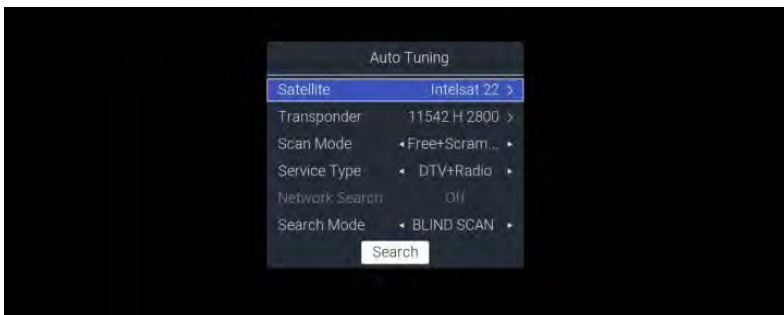 Auto Tuning
Satellite Intelsat 22 >
Transponder 11542 H 2800 >
Scan Mode ◂ Free+Scram... ▸
Service Type ◂ DTV+Radio ▸
Network Search Off
Search Mode ◂ BLIND SCAN ▸
Search